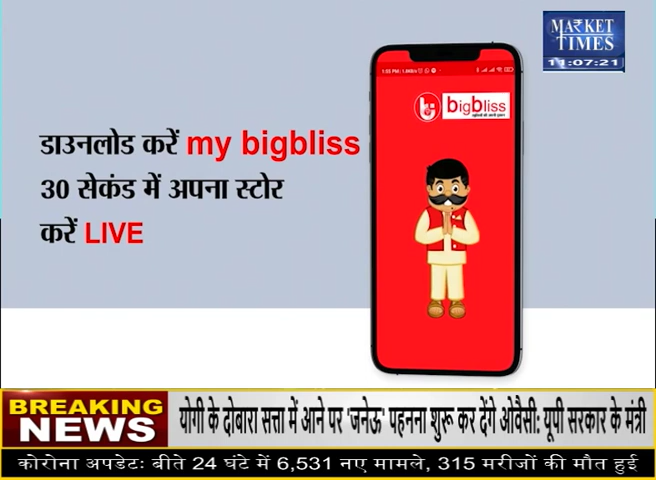 MARKET
TIMES
11:07:21
bigbliss
डाउनलोड करें my bigbliss
30 सेकंड में अपना स्टोर
करें LIVE
BREAKING
NEWS
योगी के दोबारा सत्ता में आने पर 'जनेऊ' पहनना शुरू कर देंगे ओवैसी: यूपी सरकार के मंत्री
कोरोना अपडेट: बीते 24 घंटे में 6,531 नए मामले, 315 मरीजों की मौत हुई